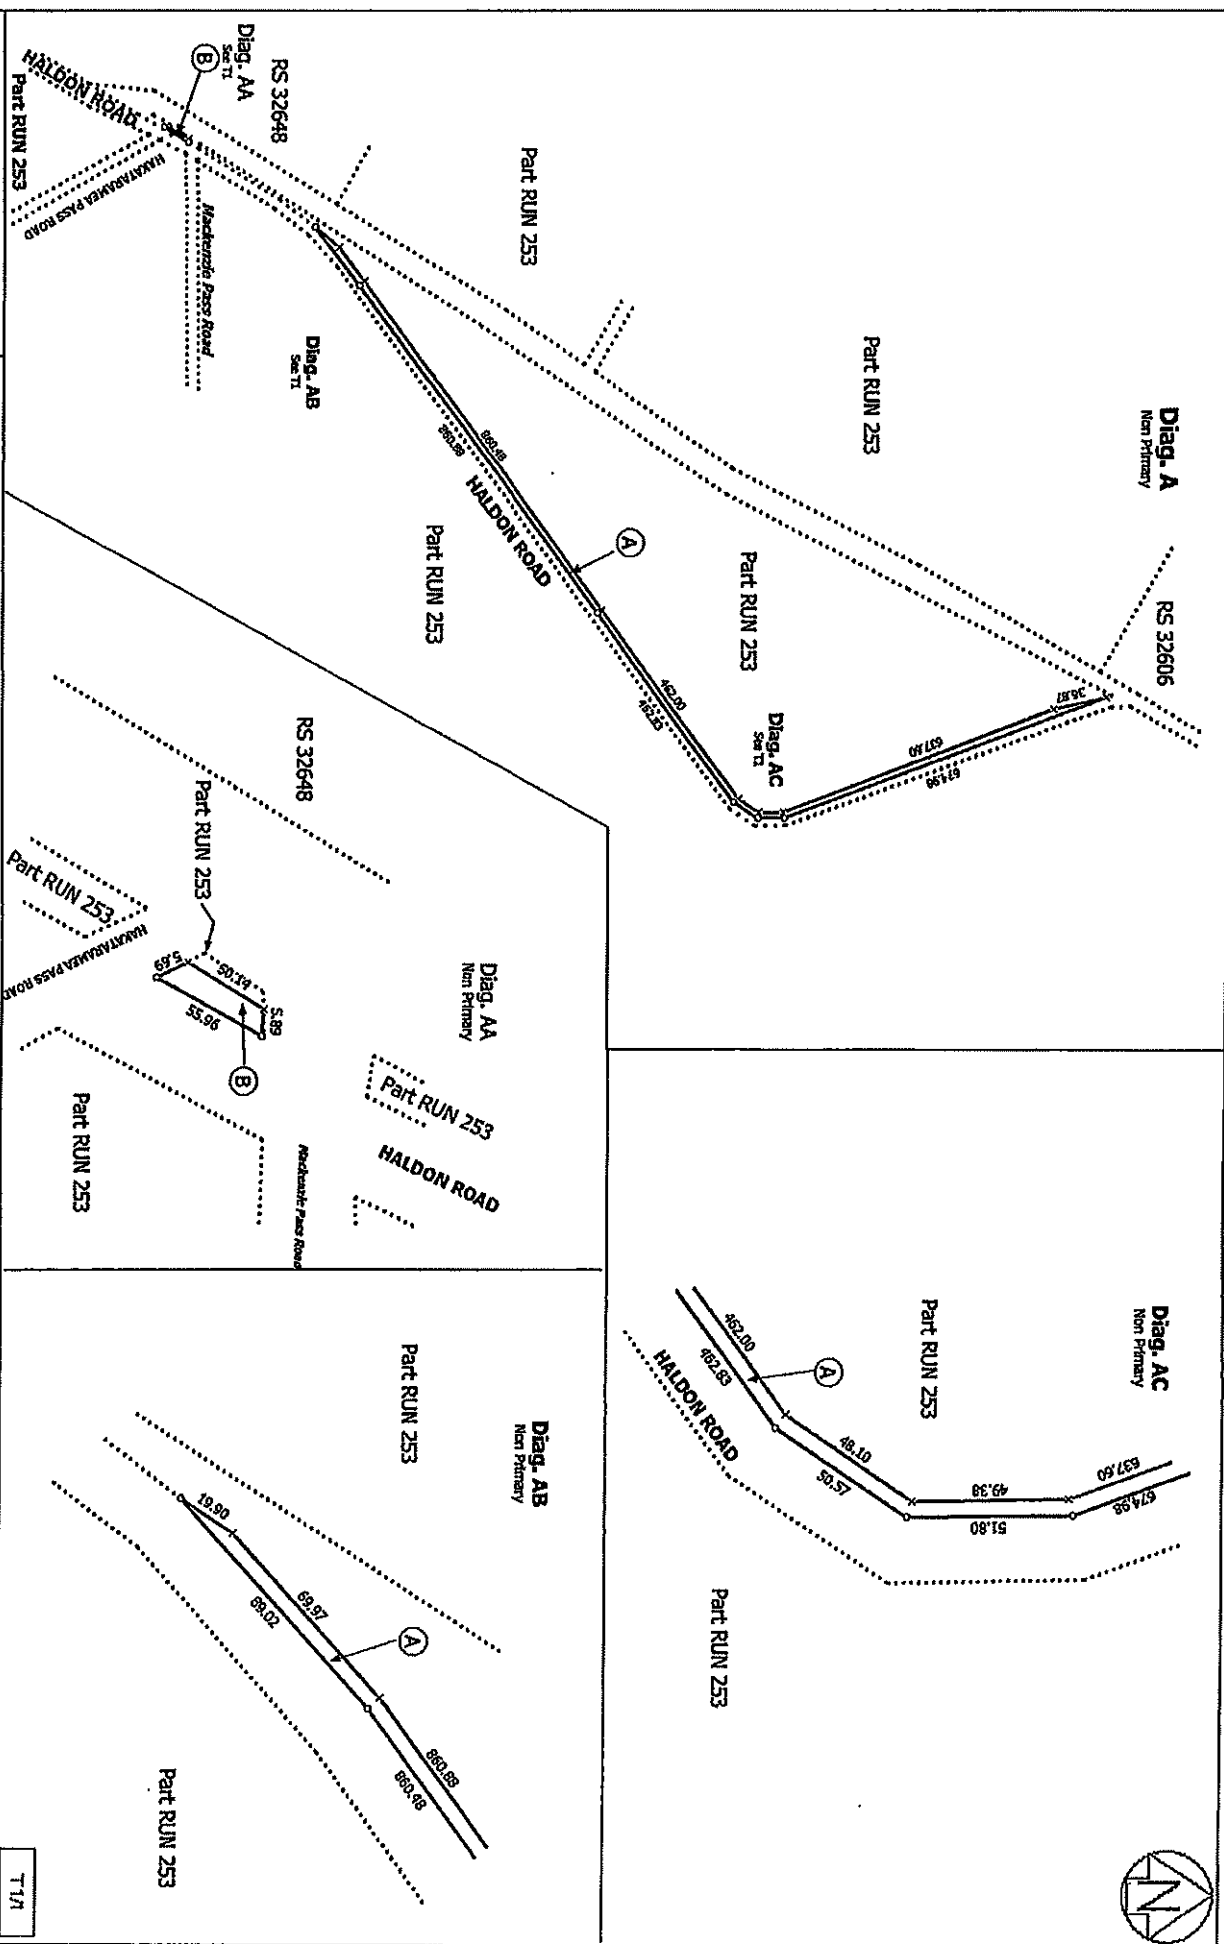 Diag. A
Non Primary
RS 32606
Part RUN 253
Part RUN 253
Part RUN 253
36.87
637.60
674.98
Diag. AC
See T1
462.00
462.83
A
HALDON ROAD
860.48
860.88
Part RUN 253
Diag. AB
See T1
RS 32648
Diag. AA
See T1
B
HALDON ROAD
Part RUN 253
HAKATARAMEA PASS ROAD
Mackenzie Pass Road
Diag. AC
Non Primary
Part RUN 253
637.60
674.98
49.38
51.80
48.10
50.57
A
462.00
462.83
HALDON ROAD
Part RUN 253
Diag. AA
Non Primary
RS 32648
Part RUN 253
Part RUN 253
HAKATARAMEA PASS ROAD
5.69
50.14
5.89
55.96
B
Part RUN 253
HALDON ROAD
Mackenzie Pass Road
Part RUN 253
Diag. AB
Non Primary
Part RUN 253
19.90
69.97
89.02
A
860.88
860.48
Part RUN 253
T 1/1
N